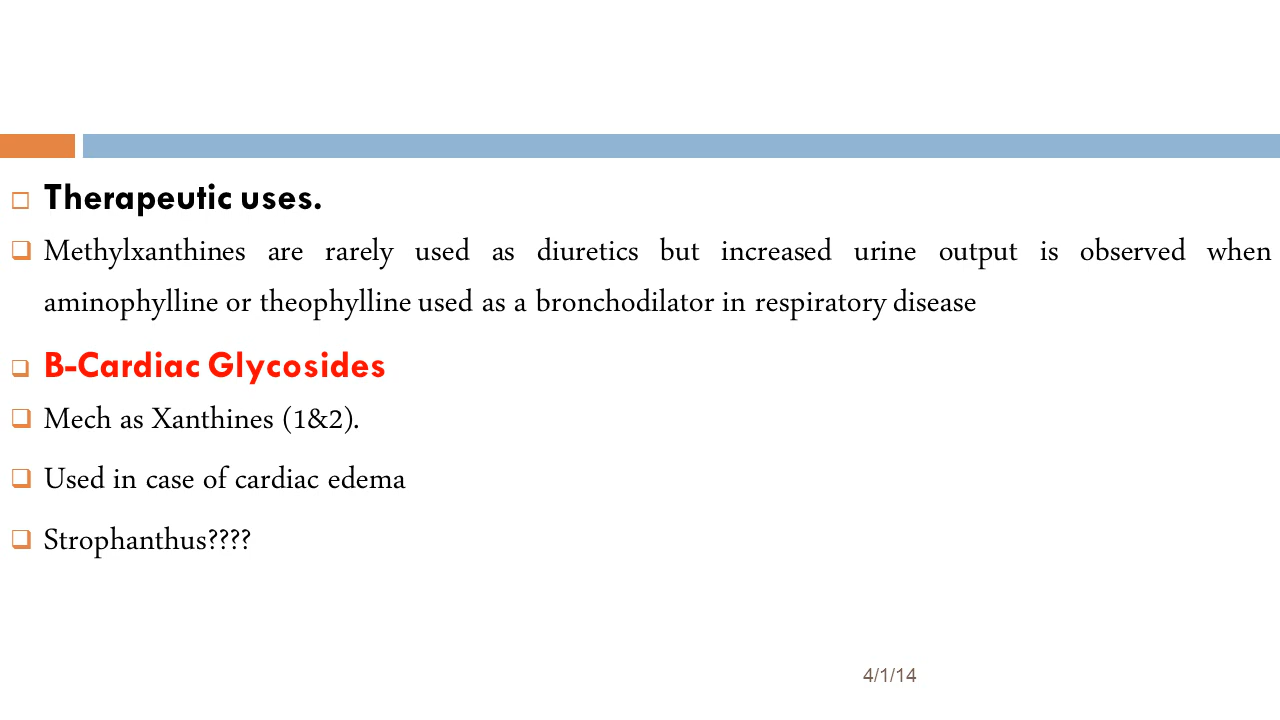 Therapeutic uses.
Methylxanthines are rarely used as diuretics but increased urine output is observed when
aminophylline or theophylline used as a bronchodilator in respiratory disease
B-Cardiac Glycosides
Mech as Xanthines (1&2).
Used in case of cardiac edema
Strophanthus????
4/1/14